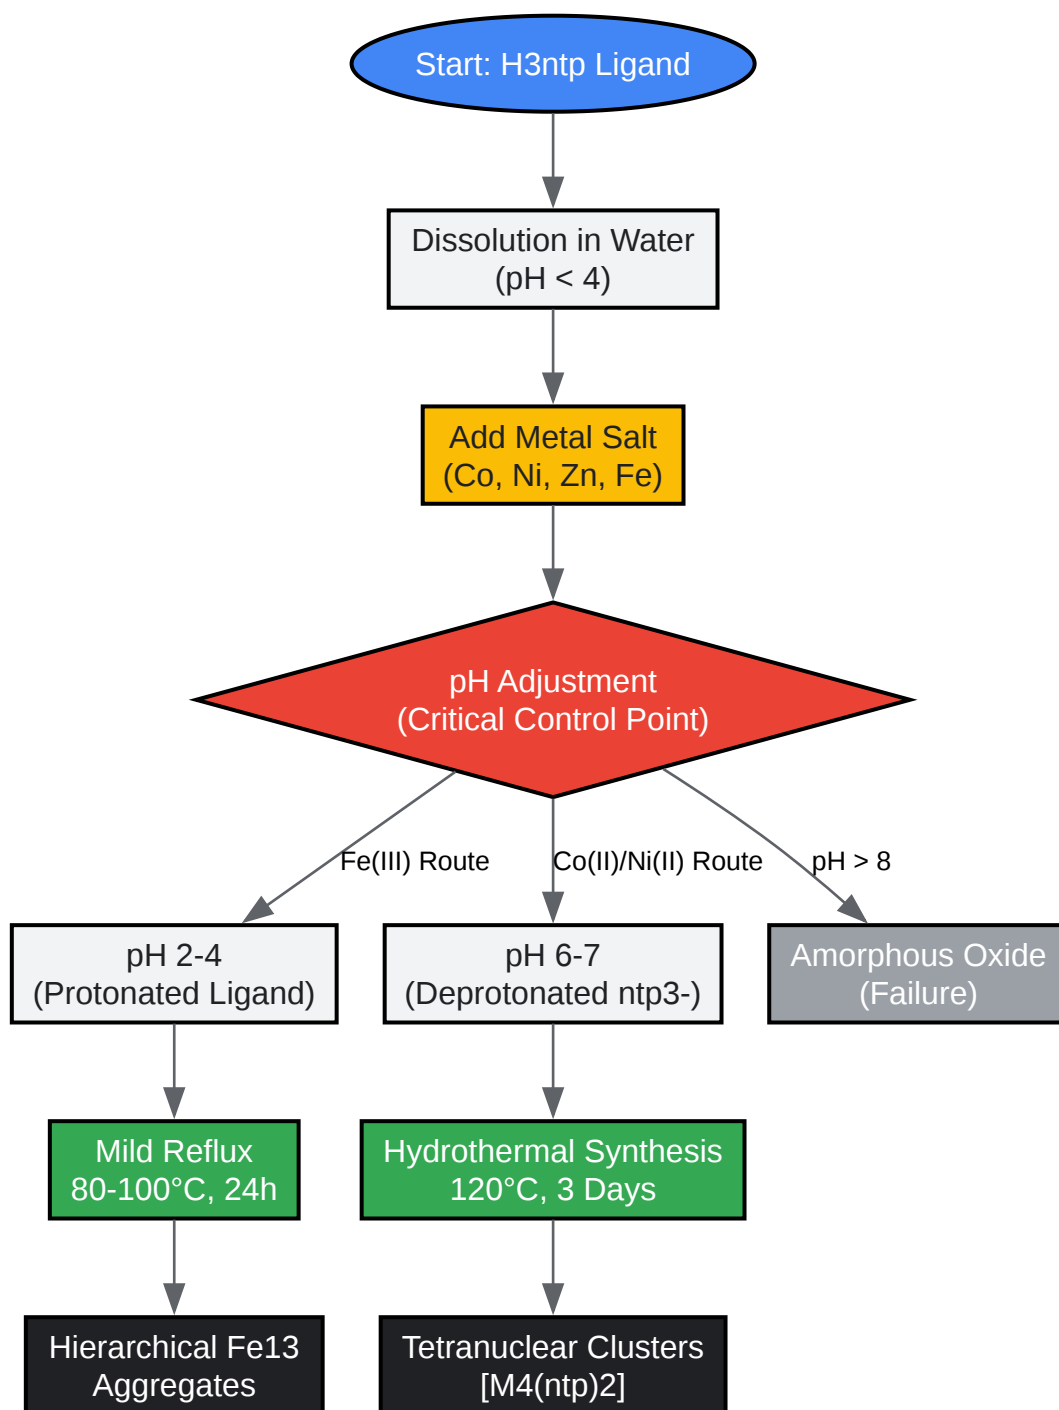 Start: H3ntp Ligand
Dissolution in Water
(pH < 4)
Add Metal Salt
(Co, Ni, Zn, Fe)
pH Adjustment
(Critical Control Point)
Fe(III) Route
Co(II)/Ni(II) Route
pH > 8
pH 2-4
(Protonated Ligand)
pH 6-7
(Deprotonated ntp3-)
Amorphous Oxide
(Failure)
Mild Reflux
80-100°C, 24h
Hydrothermal Synthesis
120°C, 3 Days
Hierarchical Fe13
Aggregates
Tetranuclear Clusters
[M4(ntp)2]